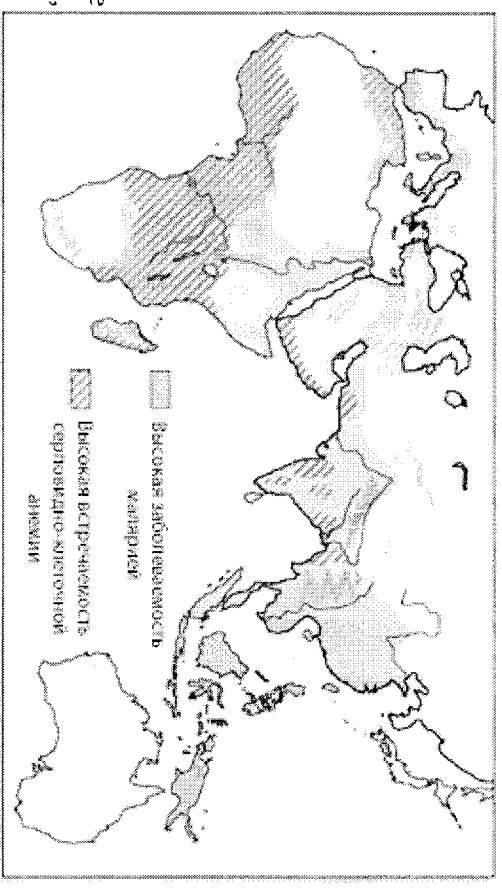 Высокая заболеваемость
малярией
Высокая встречаемость
серповидно-клеточной
анемии